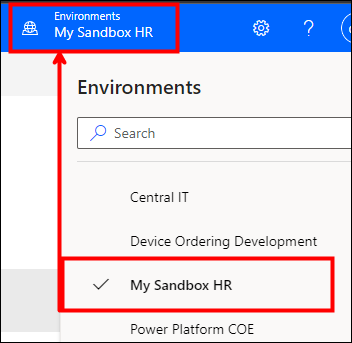 Environments
My Sandbox HR
?
Environments
Search
Central IT
Device Ordering Development
My Sandbox HR
Power Platform COE